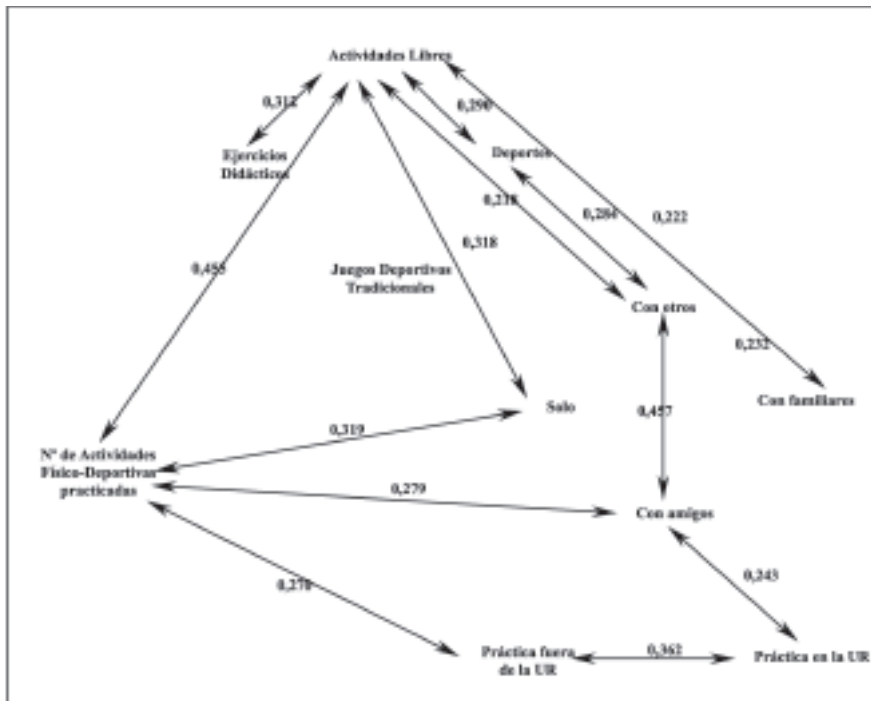 Actividades Libres
0,312
0,290
Ejercicios
Didácticos
Deportes
0,218
0,284
0,222
0,455
0,318
Juegos Deportivas
Tradicionales
Con otros
0,232
Solo
0,457
Con familiares
0,319
Nº de Actividades
Físico-Deportivas
practicadas
0,279
Con amigos
0,270
0,243
Práctica fuera
de la UR
0,362
Práctica en la UR